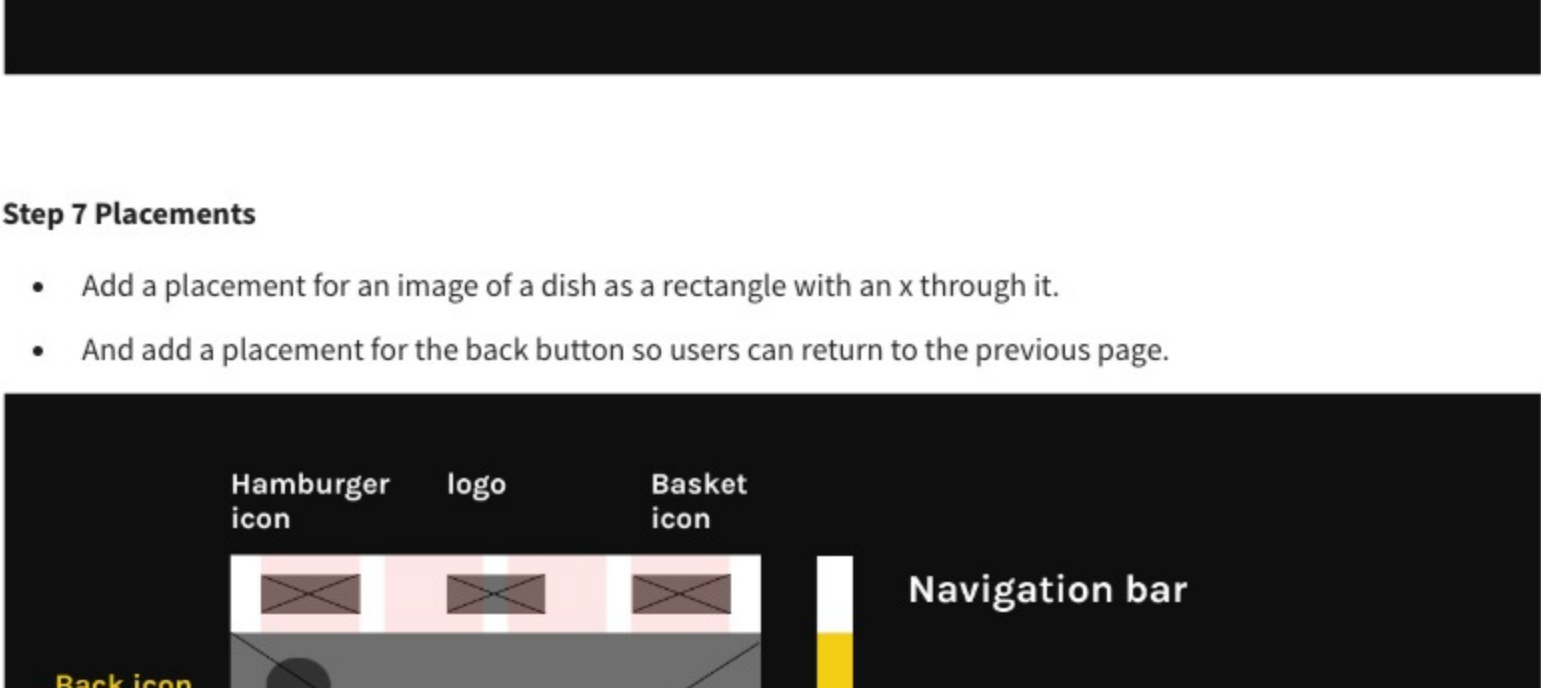 Step 7 Placements
• Add a placement for an image of a dish as a rectangle with an x through it.
• And add a placement for the back button so users can return to the previous page.
Hamburger icon
logo
Basket icon
Navigation bar
Back icon